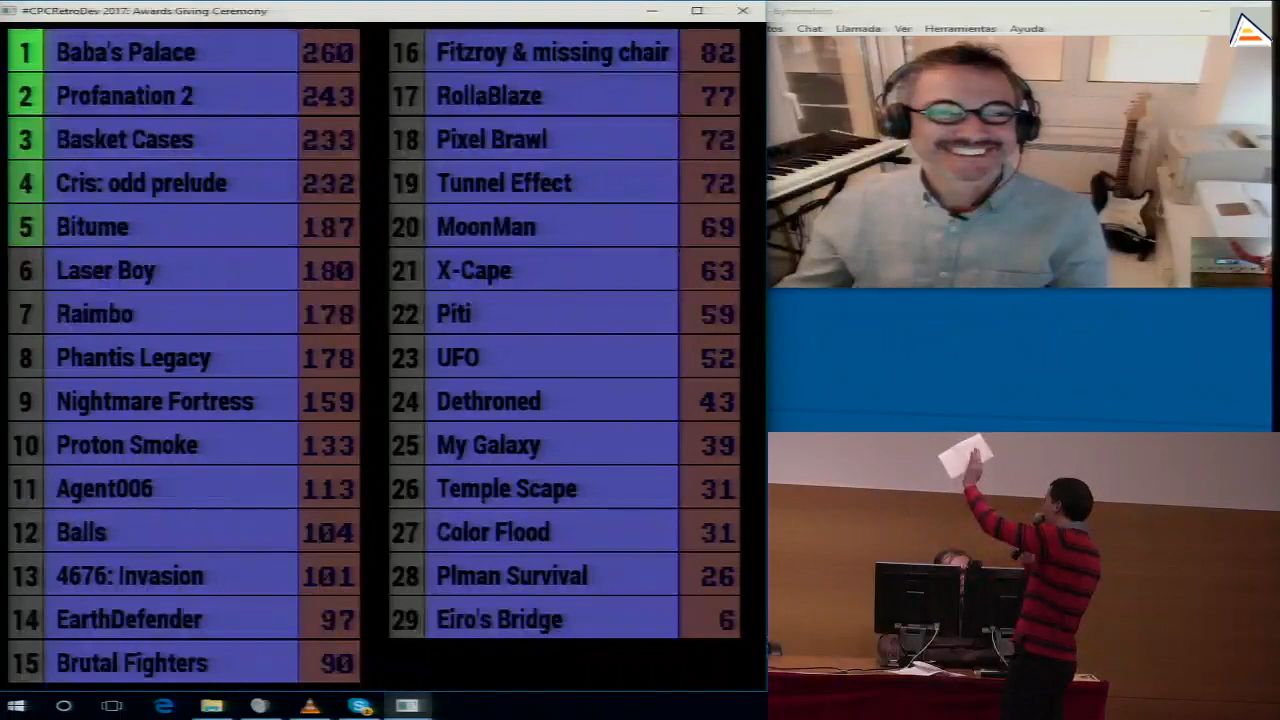 #CPCRetroDev 2017: Awards Giving Ceremony
Chat Llamada Ver Herramientas Ayuda
1 Baba's Palace 260
2 Profanation 2 243
3 Basket Cases 233
4 Cris: odd prelude 232
5 Bitume 187
6 Laser Boy 180
7 Raimbo 178
8 Phantis Legacy 178
9 Nightmare Fortress 159
10 Proton Smoke 133
11 Agent006 113
12 Balls 104
13 4676: Invasion 101
14 EarthDefender 97
15 Brutal Fighters 90
16 Fitzroy & missing chair 82
17 RollaBlaze 77
18 Pixel Brawl 72
19 Tunnel Effect 72
20 MoonMan 69
21 X-Cape 63
22 Piti 59
23 UFO 52
24 Dethroned 43
25 My Galaxy 39
26 Temple Scape 31
27 Color Flood 31
28 Plman Survival 26
29 Eiro's Bridge 6